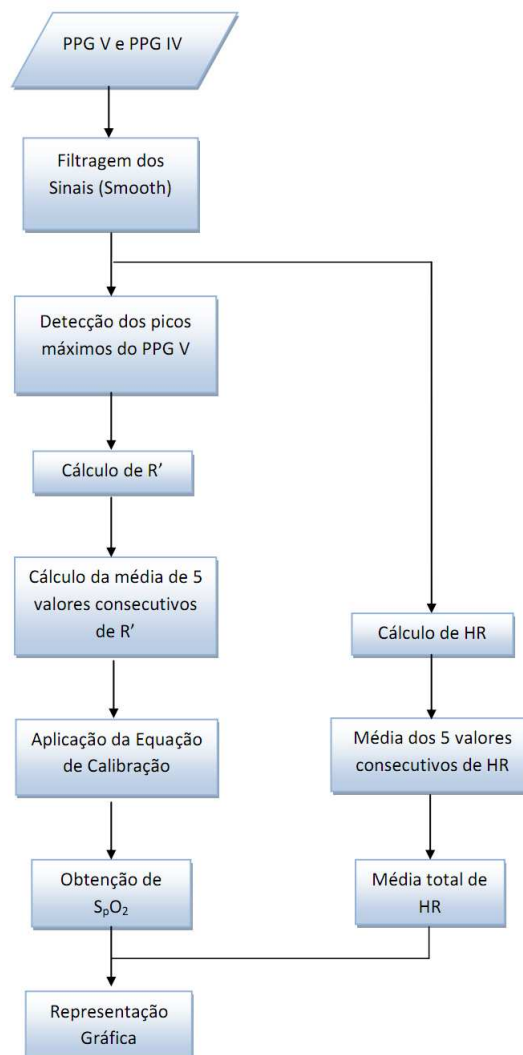 PPG V e PPG IV
Filtragem dos
Sinais (Smooth)
Detecção dos picos
máximos do PPG V
Cálculo de R’
Cálculo da média de 5
valores consecutivos
de R’
Aplicação da Equação
de Calibração
Obtenção de
SpO2
Cálculo de HR
Média dos 5 valores
consecutivos de HR
Média total de
HR
Representação
Gráfica